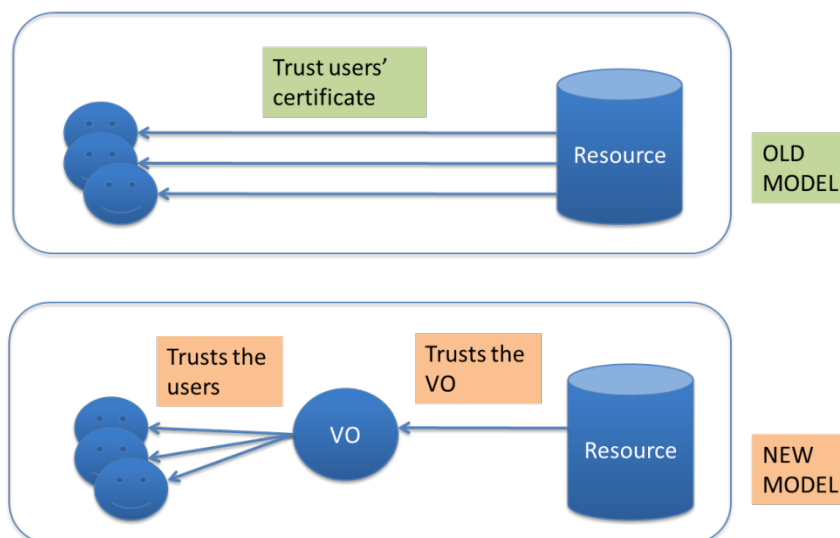 Trust users'
certificate
Resource
OLD
MODEL
Trusts the
users
Trusts the
VO
VO
Resource
NEW
MODEL